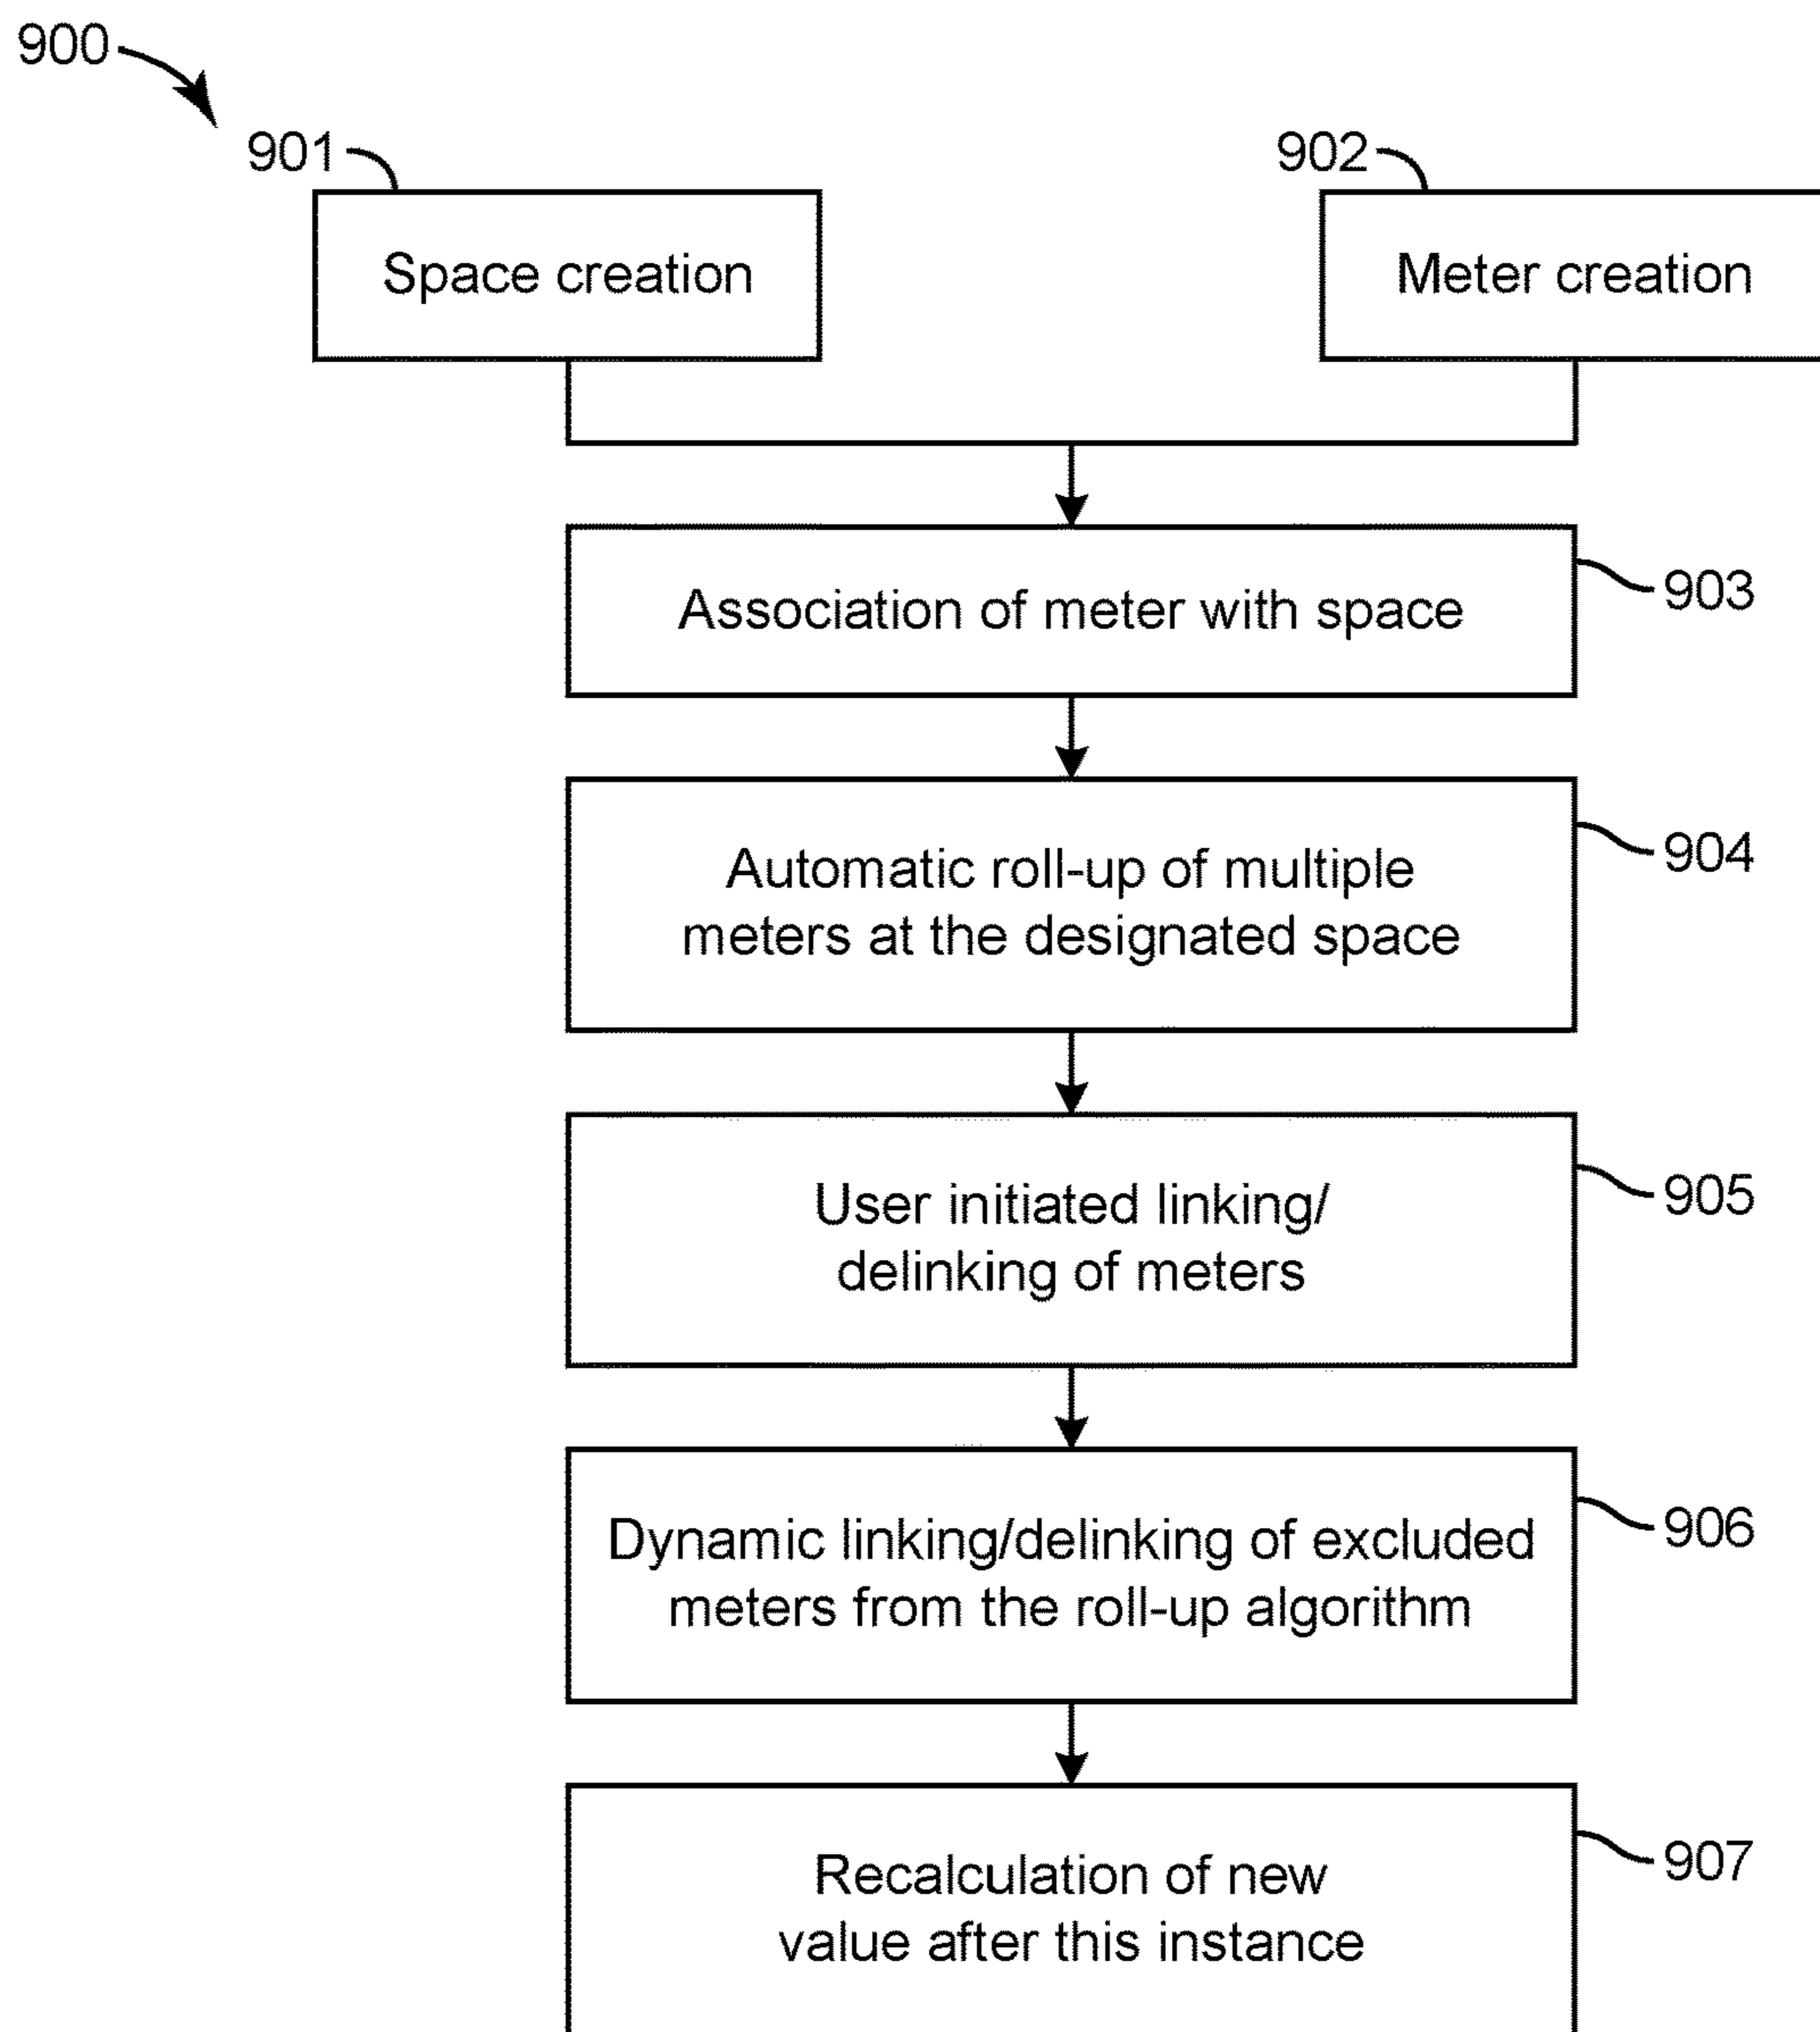 900
901
902
Space creation
Meter creation
Association of meter with space
903
Automatic roll-up of multiple
meters at the designated space
904
User initiated linking/
delinking of meters
905
Dynamic linking/delinking of excluded
meters from the roll-up algorithm
906
Recalculation of new
value after this instance
907